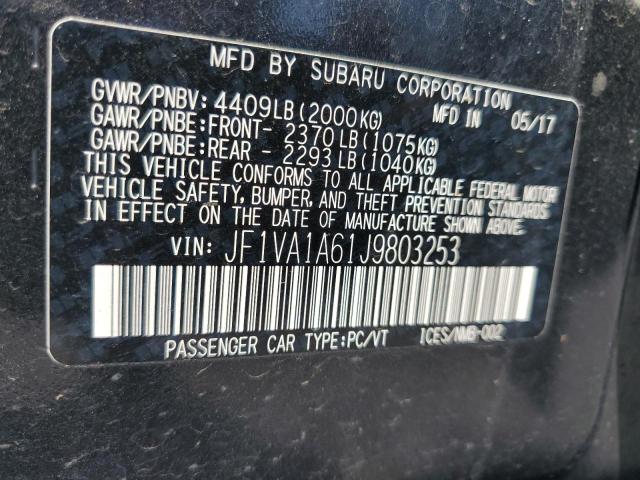 MFD BY SUBARU CORPORATION
GVWR/PNBV: 4409LB (2000KG) MFD IN 05/17
GAWR/PNBE:FRONT- 2370 LB (1075KG)
GAWR/PNBE:REAR - 2293 LB (1040KG)
THIS VEHICLE CONFORMS TO ALL APPLICABLE FEDERAL MOTOR
VEHICLE SAFETY, BUMPER, AND THEFT PREVENTION STANDARDS
IN EFFECT ON THE DATE OF MANUFACTURE SHOWN ABOVE.
VIN: JF1VA1A61J9803253
PASSENGER CAR TYPE:PC/VT ICES/NMB-002